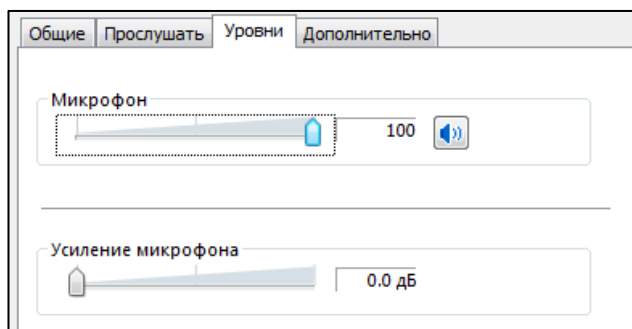 Общие Прослушать Уровни Дополнительно
Микрофон
100
Усиление микрофона
0.0 дБ